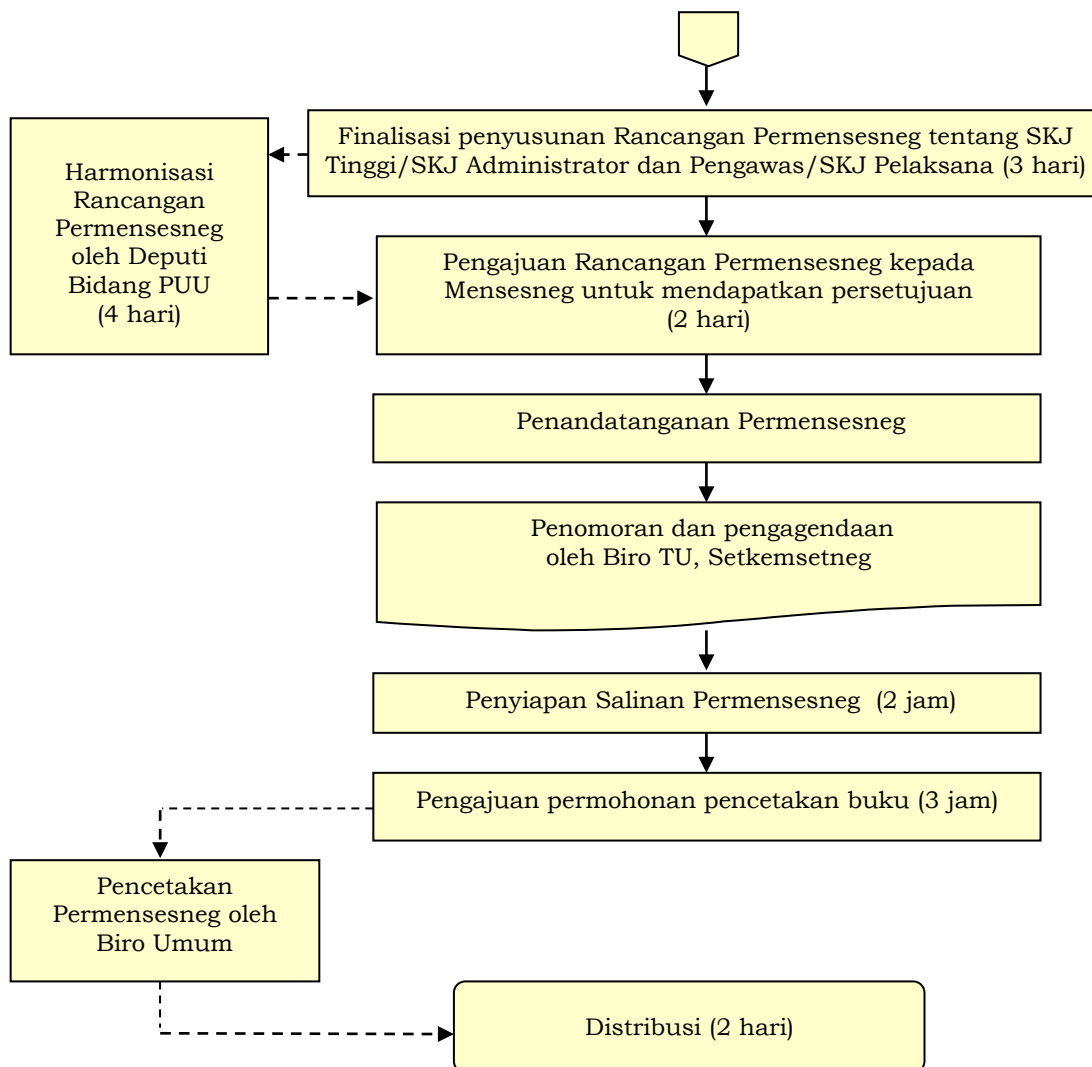 Finalisasi penyusunan Rancangan Permensesneg tentang SKJ
Tinggi/SKJ Administrator dan Pengawas/SKJ Pelaksana (3 hari)
Harmonisasi
Rancangan
Permensesneg
oleh Deputi
Bidang PUU
(4 hari)
Pengajuan Rancangan Permensesneg kepada
Mensesneg untuk mendapatkan persetujuan
(2 hari)
Penandatanganan Permensesneg
Penomoran dan pengagendaan
oleh Biro TU, Setkemsetneg
Penyiapan Salinan Permensesneg (2 jam)
Pengajuan permohonan pencetakan buku (3 jam)
Pencetakan
Permensesneg oleh
Biro Umum
Distribusi (2 hari)